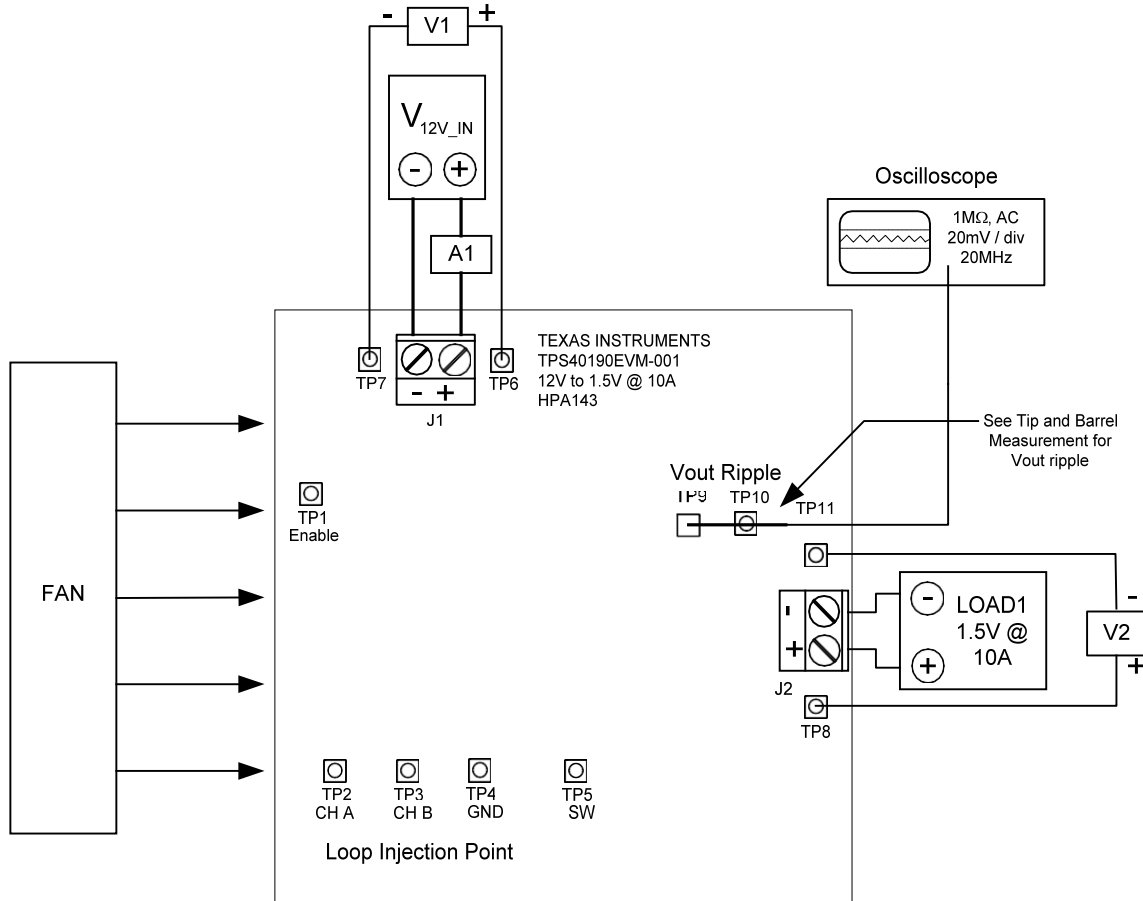 - V1 +
V12V_IN
- +
A1
Oscilloscope
1MΩ, AC
20mV / div
20MHz
TEXAS INSTRUMENTS
TPS40190EVM-001
12V to 1.5V @ 10A
HPA143
TP7
- +
TP6
J1
FAN
See Tip and Barrel
Measurement for
Vout ripple
Vout Ripple
TP9
TP10
TP11
TP1
Enable
-
+
J2
-
+
LOAD1
1.5V @
10A
-
V2
+
TP8
TP2
CH A
TP3
CH B
TP4
GND
TP5
SW
Loop Injection Point